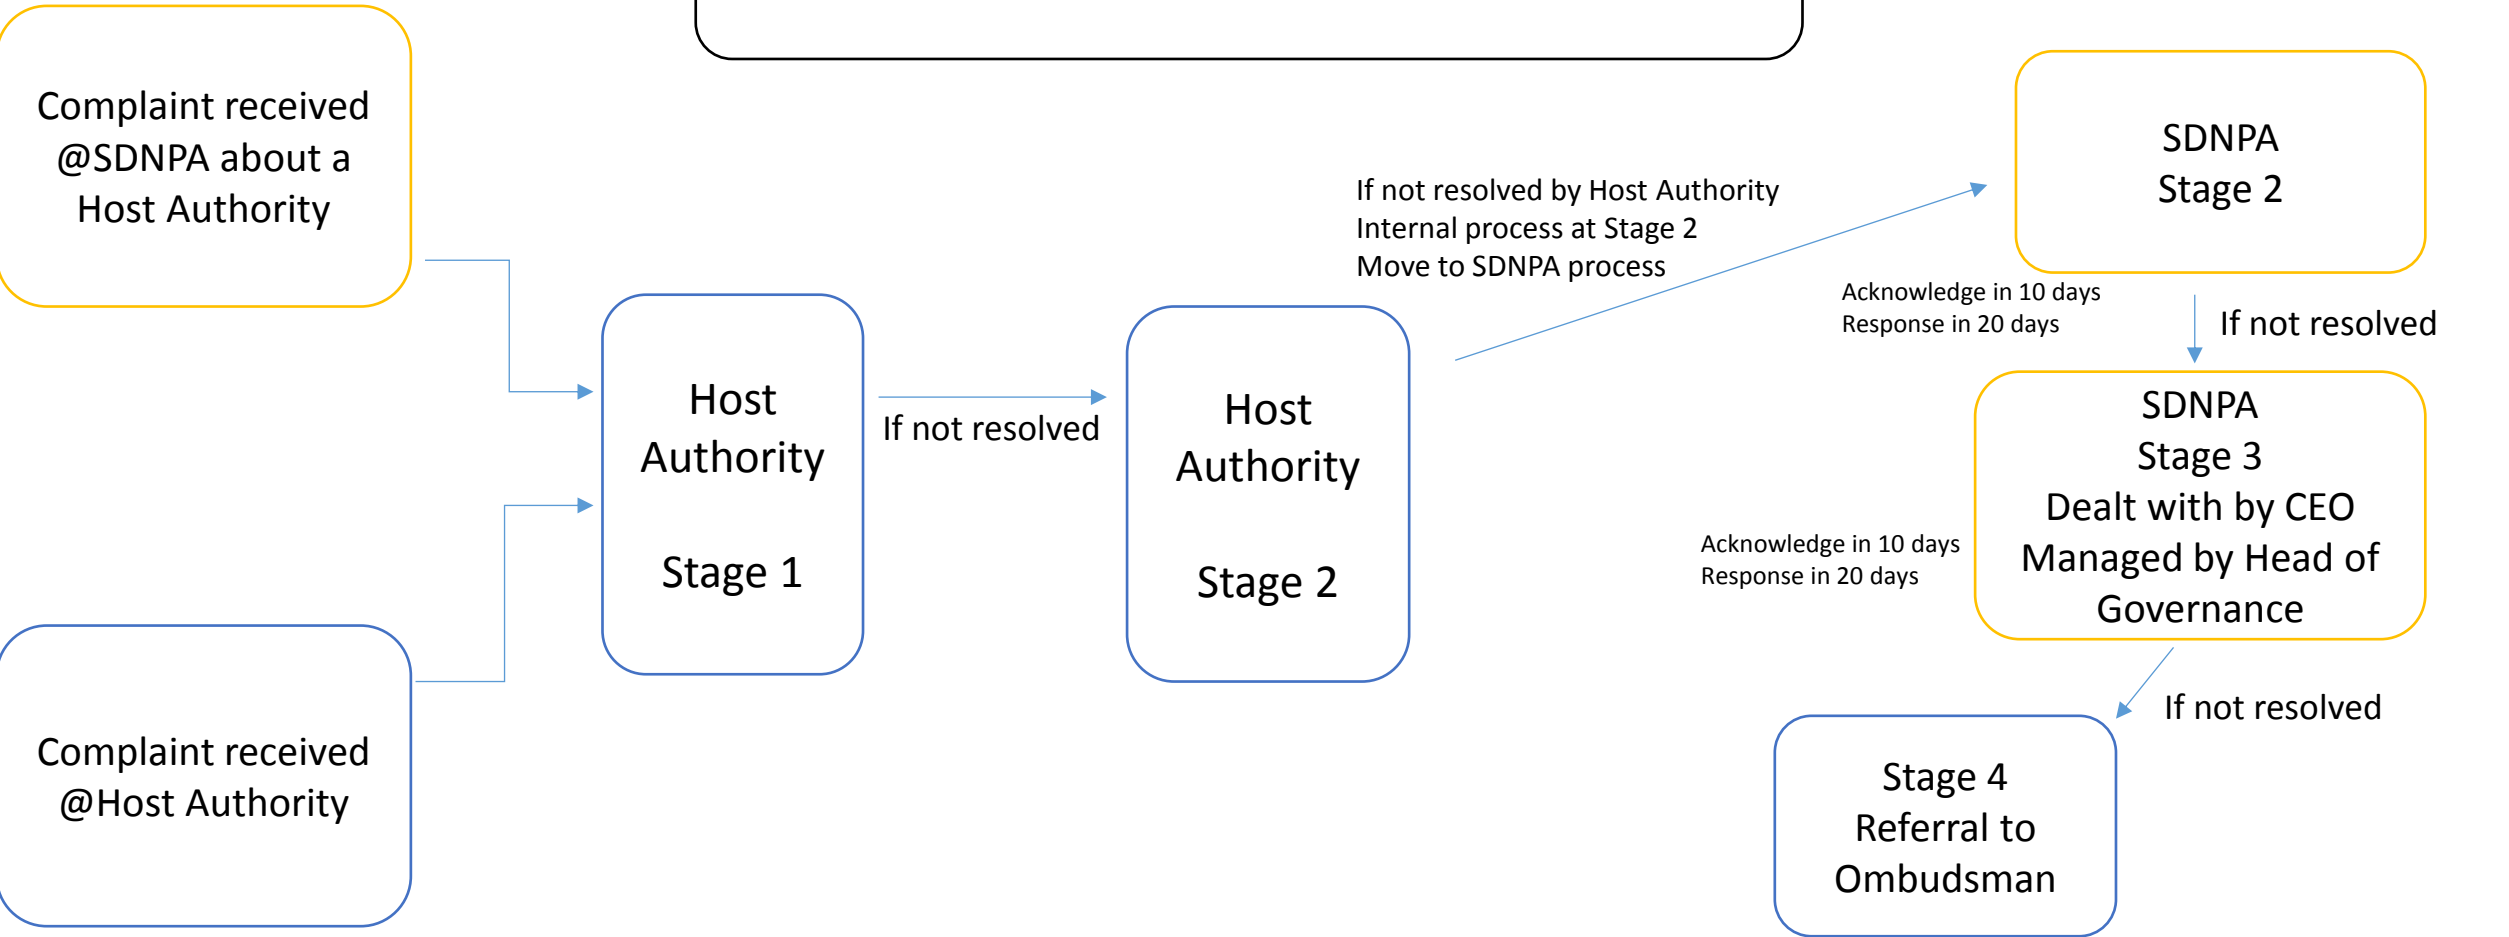 Complaint received
@SDNPA about a
Host Authority
Complaint received
@Host Authority
Host
Authority
Stage 1
If not resolved
Host
Authority
Stage 2
If not resolved by Host Authority
Internal process at Stage 2
Move to SDNPA process
SDNPA
Stage 2
Acknowledge in 10 days
Response in 20 days
If not resolved
SDNPA
Stage 3
Dealt with by CEO
Managed by Head of
Governance
Acknowledge in 10 days
Response in 20 days
If not resolved
Stage 4
Referral to
Ombudsman